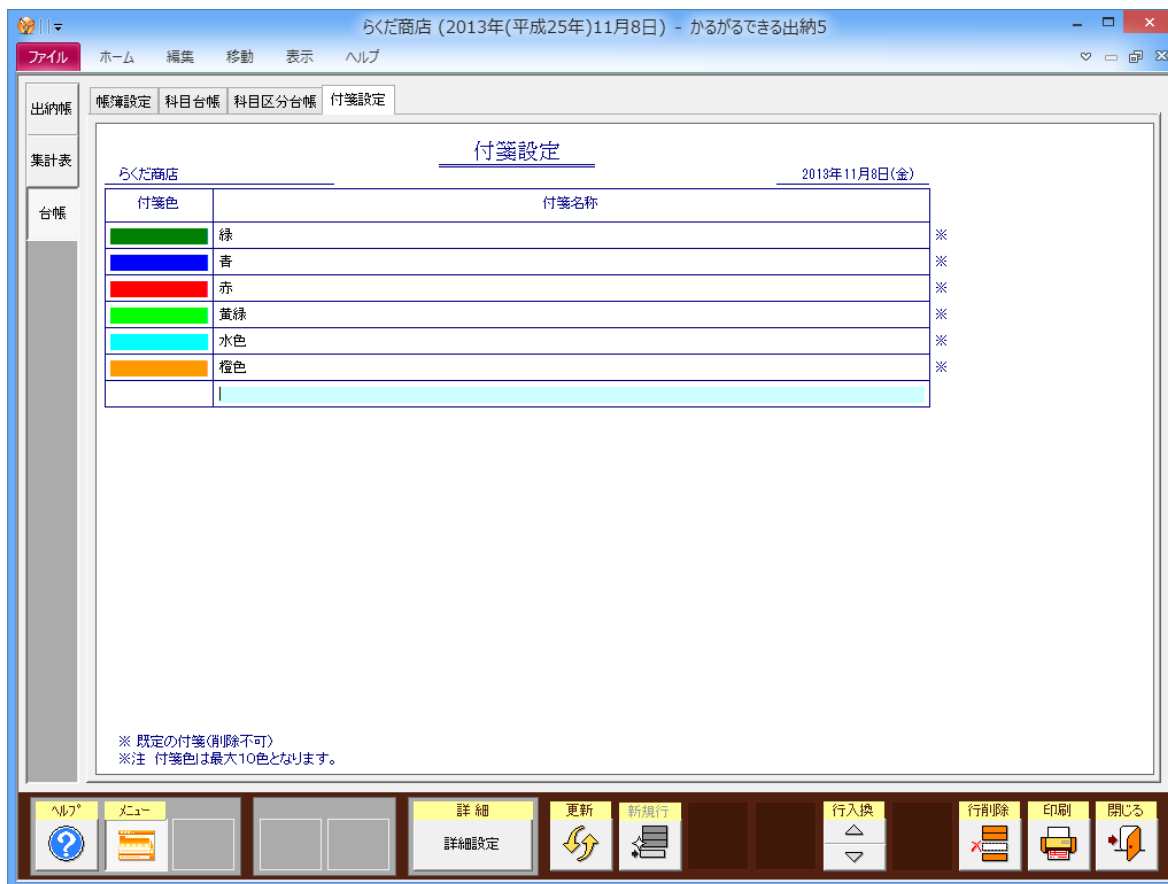 らくだ商店 (2013年(平成25年)11月8日) - かるがるできる出納5
ファイル ホーム 編集 移動 表示 ヘルプ
出納帳
集計表
台帳
帳簿設定 科目台帳 科目区分台帳 付箋設定
付箋設定
らくだ商店 2013年11月8日(金)
付箋色 付箋名称
緑 ※
青 ※
赤 ※
黄緑 ※
水色 ※
橙色 ※
※ 既定の付箋(削除不可)
※注 付箋色は最大10色となります。
ヘルプ メニュー 詳細 更新 新規行 行入換 行削除 印刷 閉じる
詳細設定